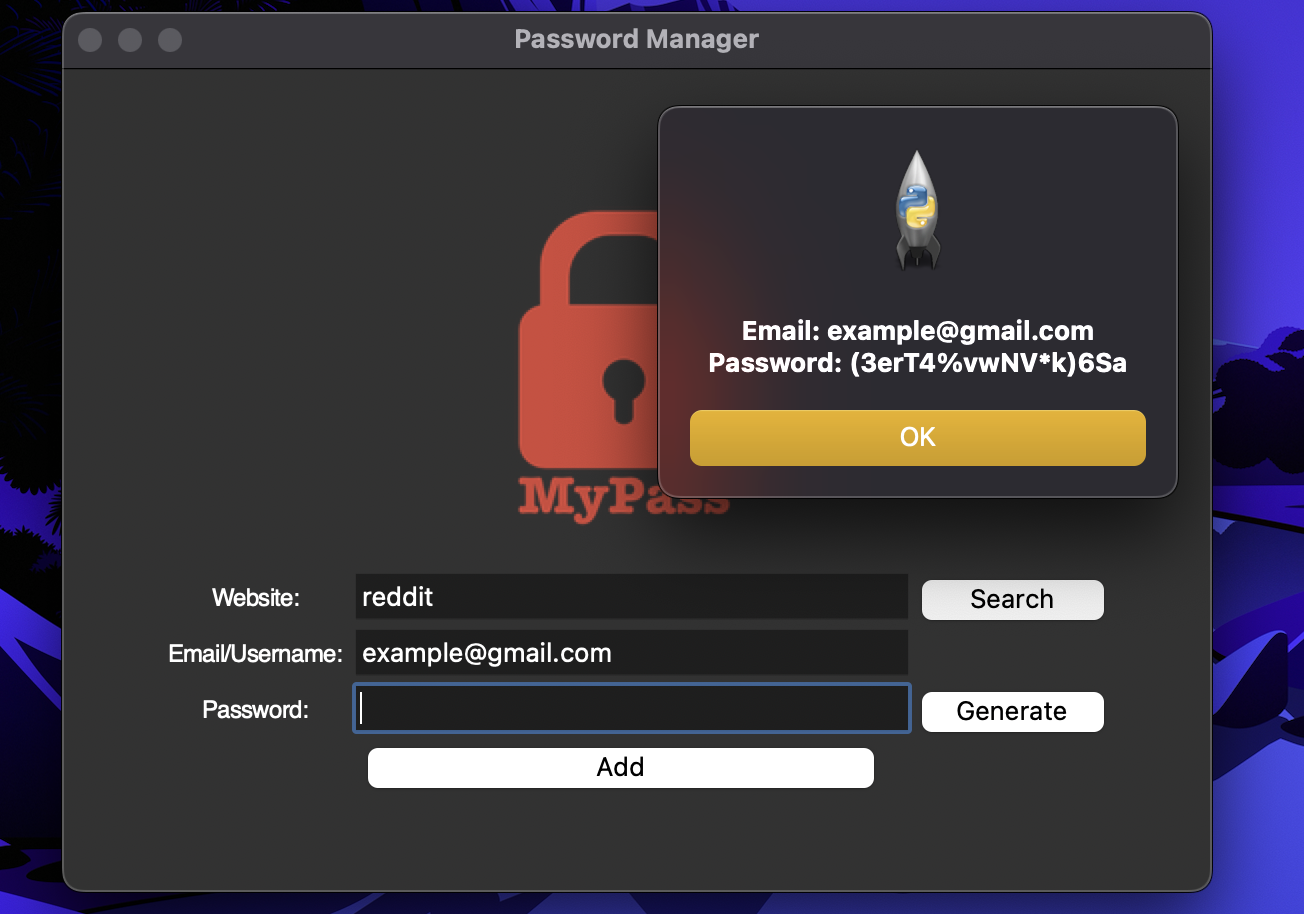 Password Manager
Email: example@gmail.com
Password: (3erT4%vwNV*k)6Sa
OK
MyPass
Website:
reddit
Search
Email/Username:
example@gmail.com
Password:
Generate
Add